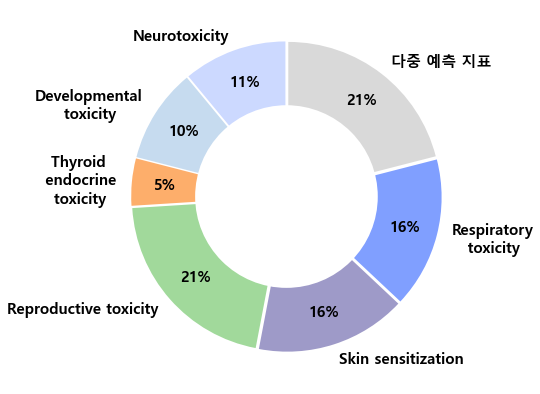 Neurotoxicity
11%
다중 예측 지표
21%
Developmental
toxicity
10%
Thyroid
endocrine
toxicity
5%
Respiratory
toxicity
16%
Reproductive toxicity
21%
Skin sensitization
16%